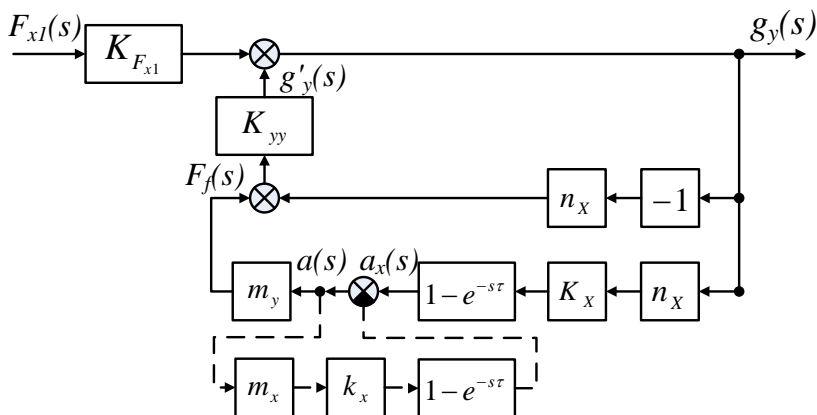 F_{x1}(s)
K_{F_{x1}}
g_y(s)
g'_y(s)
K_{yy}
F_f(s)
n_X
−1
a(s)
a_x(s)
m_y
1−e^{−sτ}
K_X
n_X
m_x
k_x
1−e^{−sτ}